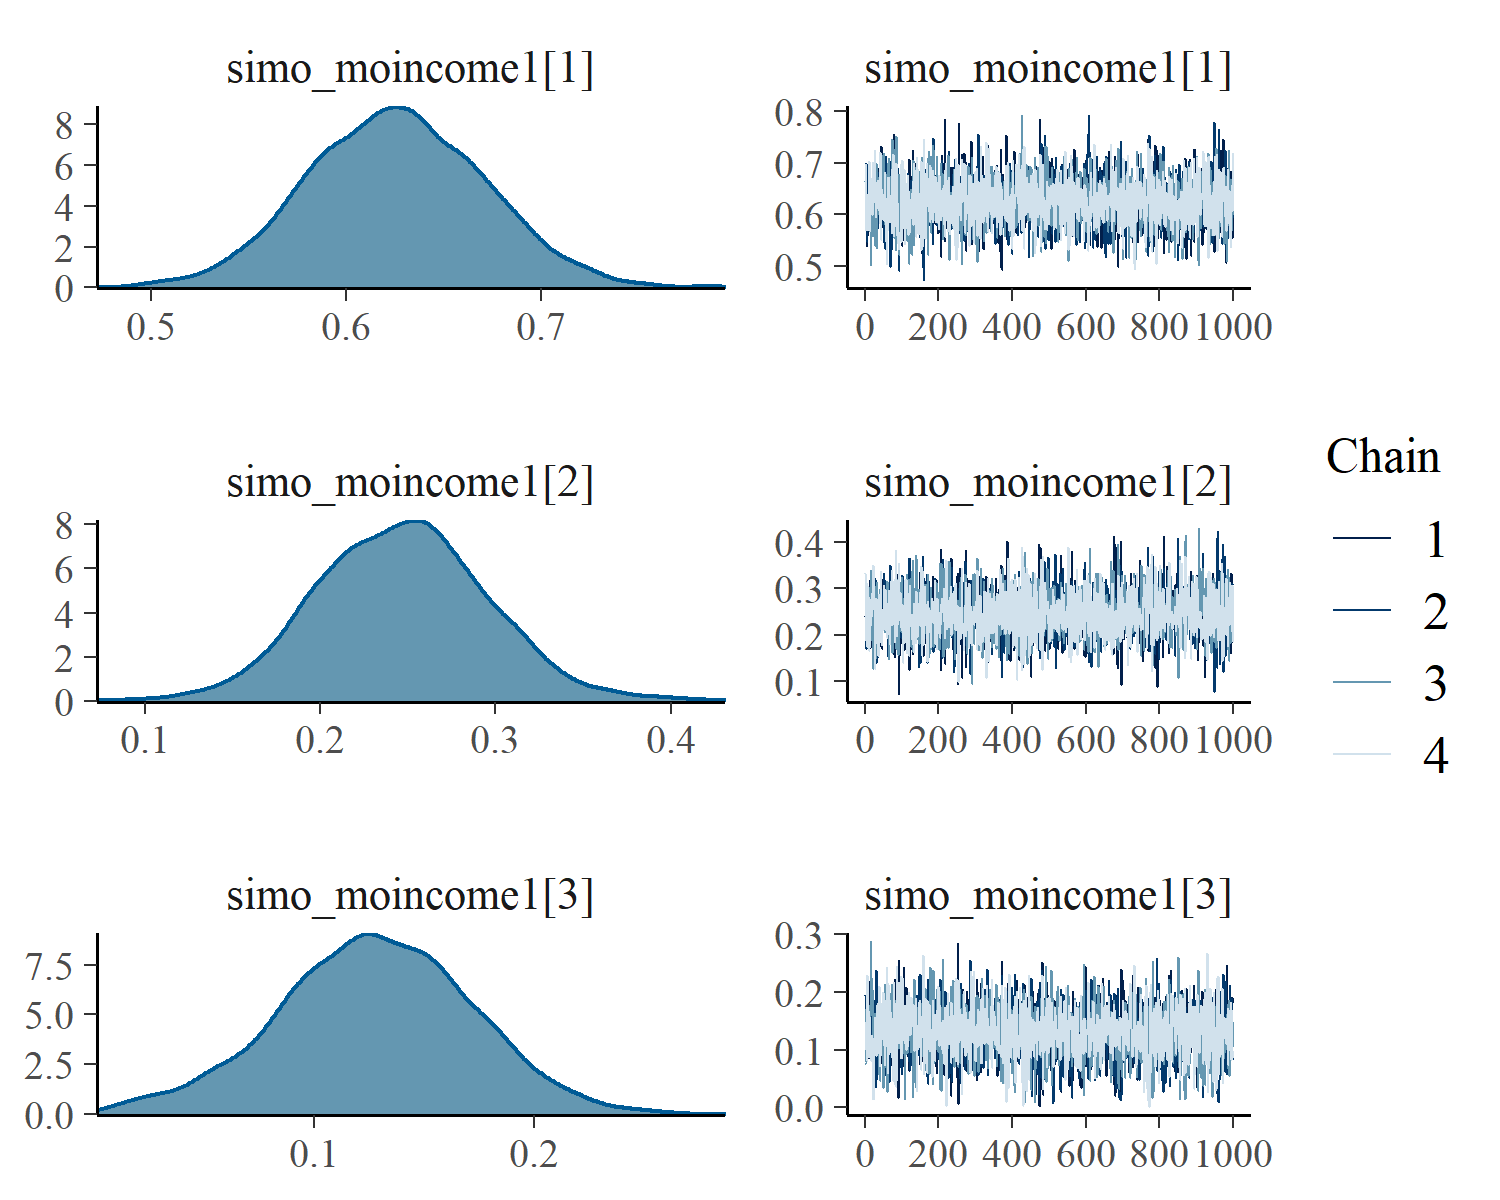 simo_moincome1[1]
8
6
4
2
0
0.5 0.6 0.7
simo_moincome1[1]
0.8
0.7
0.6
0.5
0 200 400 600 800 1000
simo_moincome1[2]
8
6
4
2
0
0.1 0.2 0.3 0.4
simo_moincome1[2]
0.4
0.3
0.2
0.1
0 200 400 600 800 1000
simo_moincome1[3]
7.5
5.0
2.5
0.0
0.1 0.2
simo_moincome1[3]
0.3
0.2
0.1
0.0
0 200 400 600 800 1000
Chain
1
2
3
4